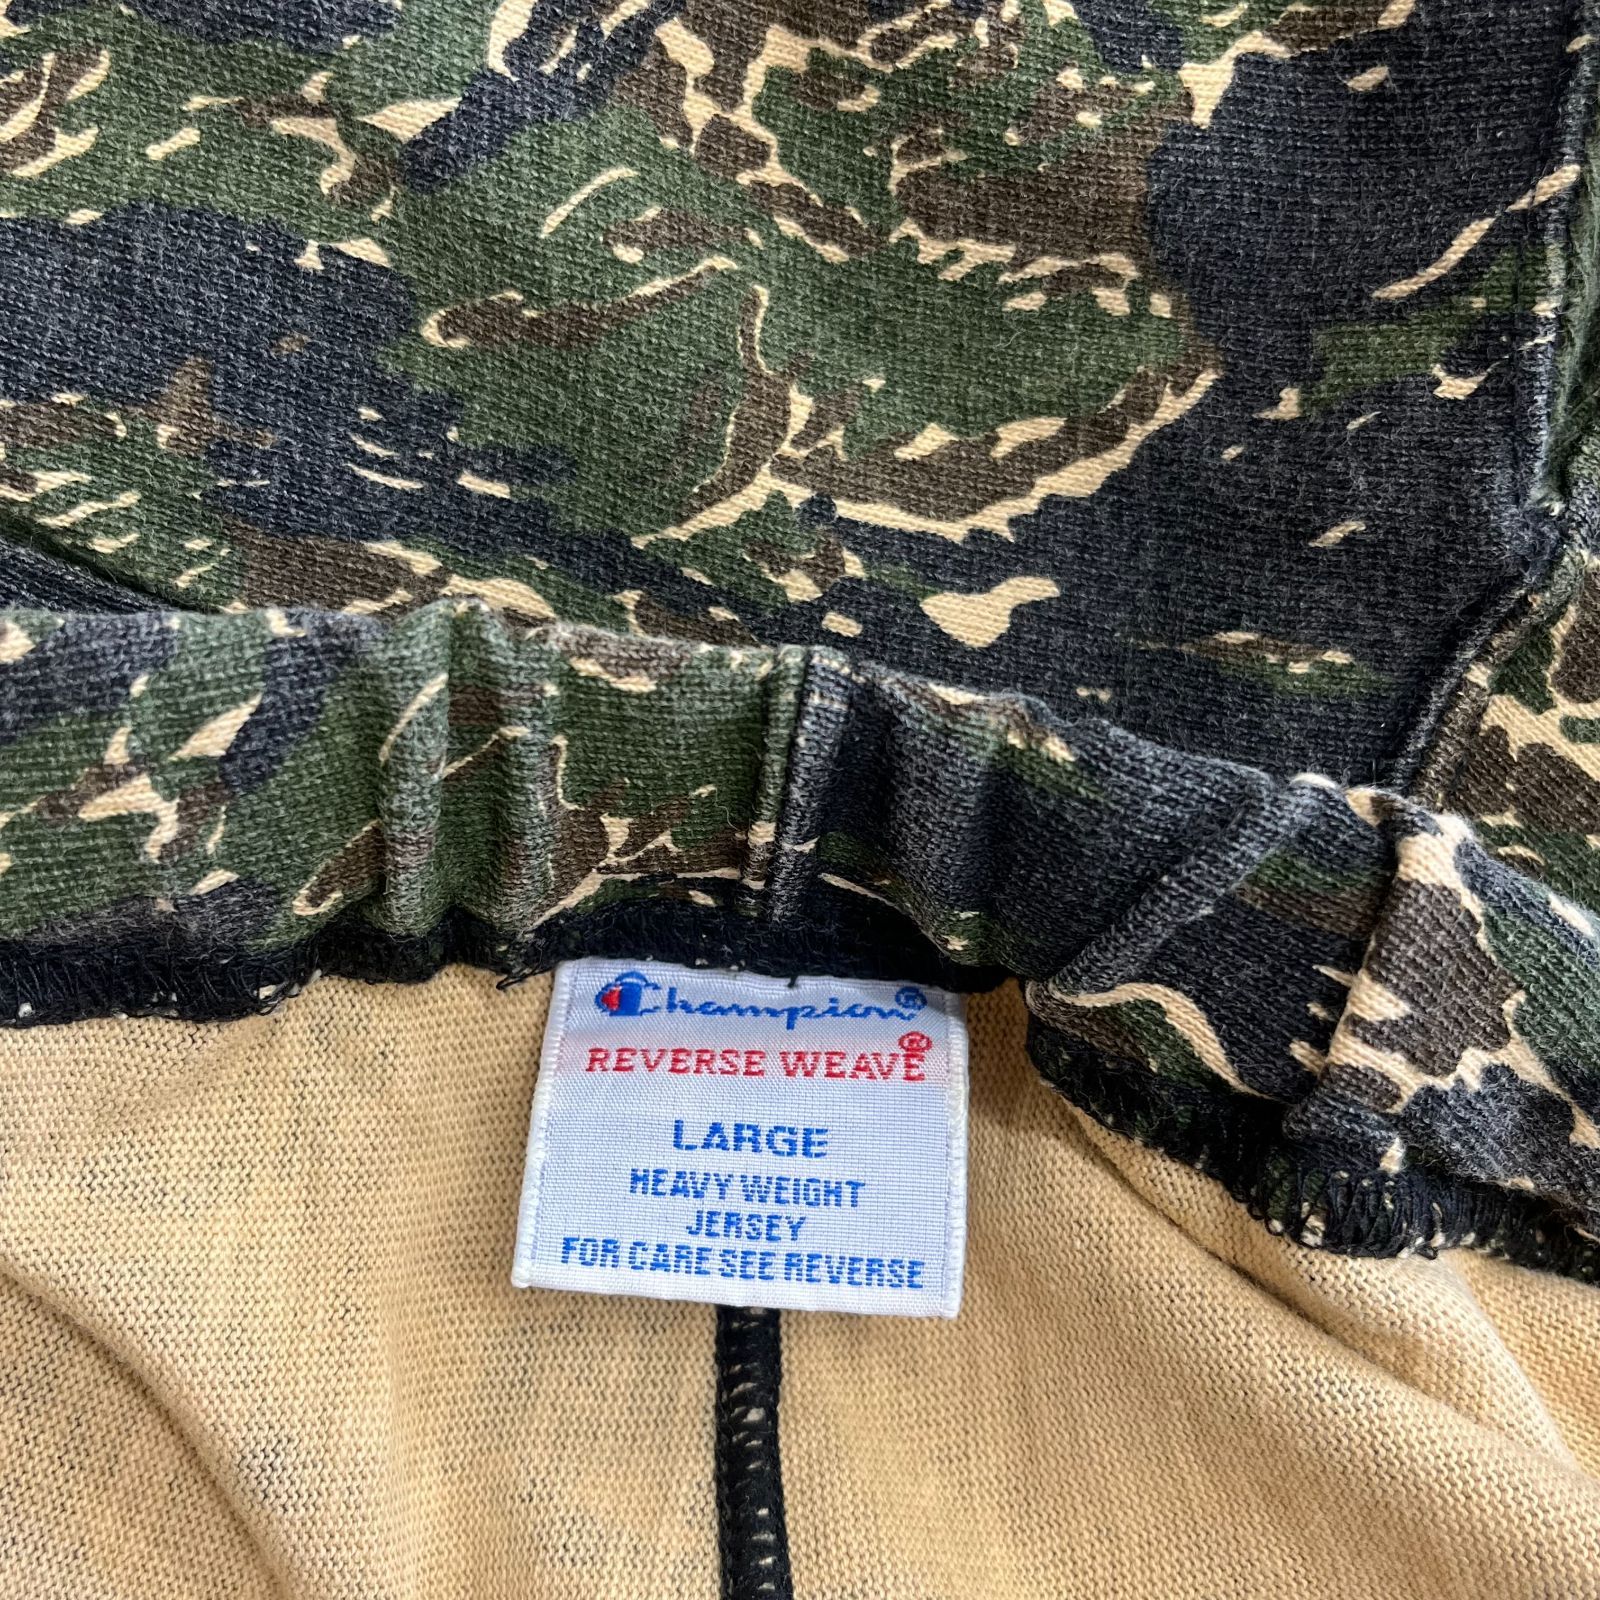 Champion®
REVERSE WEAVE®
LARGE
HEAVY WEIGHT
JERSEY
FOR CARE SEE REVERSE